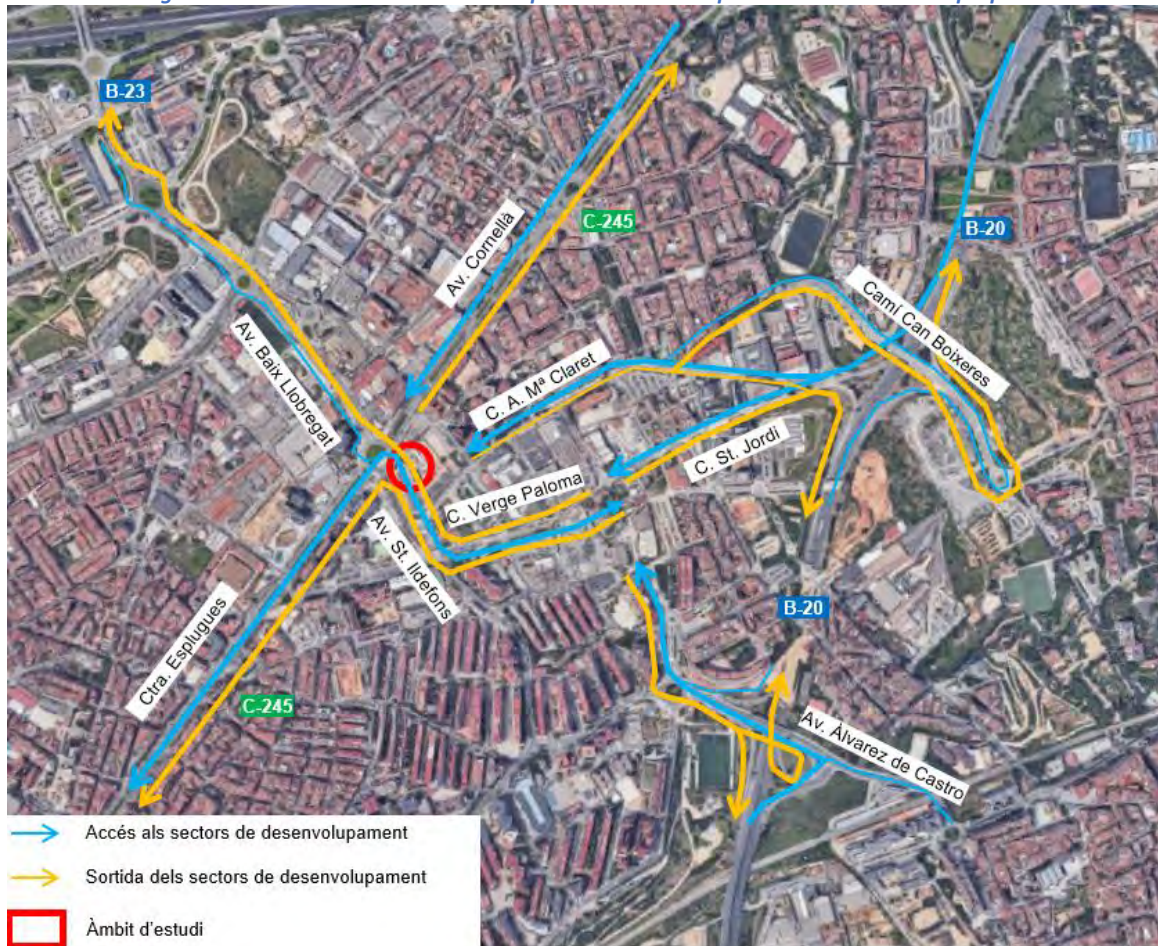 B-23
Av. Cornellà
C-245
B-20
Camí Can Boixeres
Av. Baix Llobregat
C. A. Mª Claret
C. St. Jordi
C. Verge Paloma
Av. St. Ildefons
Ctra. Esplugues
C-245
B-20
Av. Àlvarez de Castro
Accés als sectors de desenvolupament
Sortida dels sectors de desenvolupament
Àmbit d'estudi